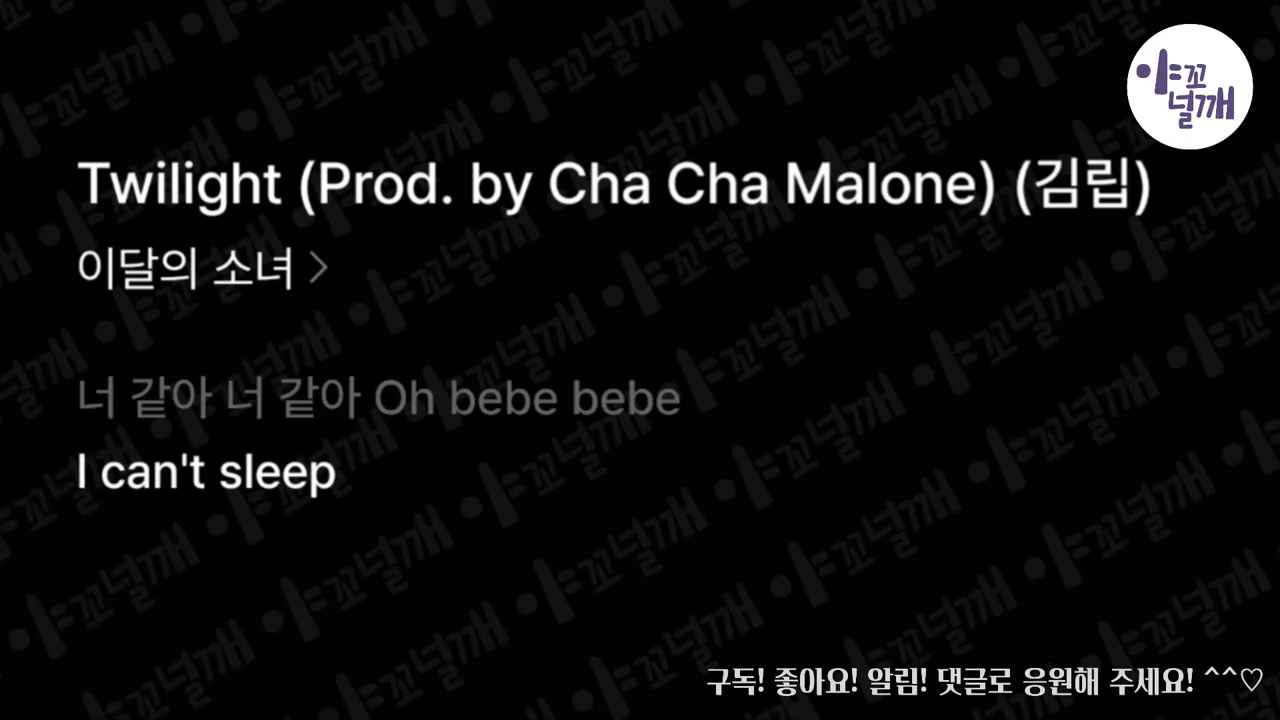 야꼬
널깨
Twilight (Prod. by Cha Cha Malone) (김립)
이달의 소녀 >
너 같아 너 같아 Oh bebe bebe
I can't sleep
구독! 좋아요! 알림! 댓글로 응원해 주세요! ^^♡